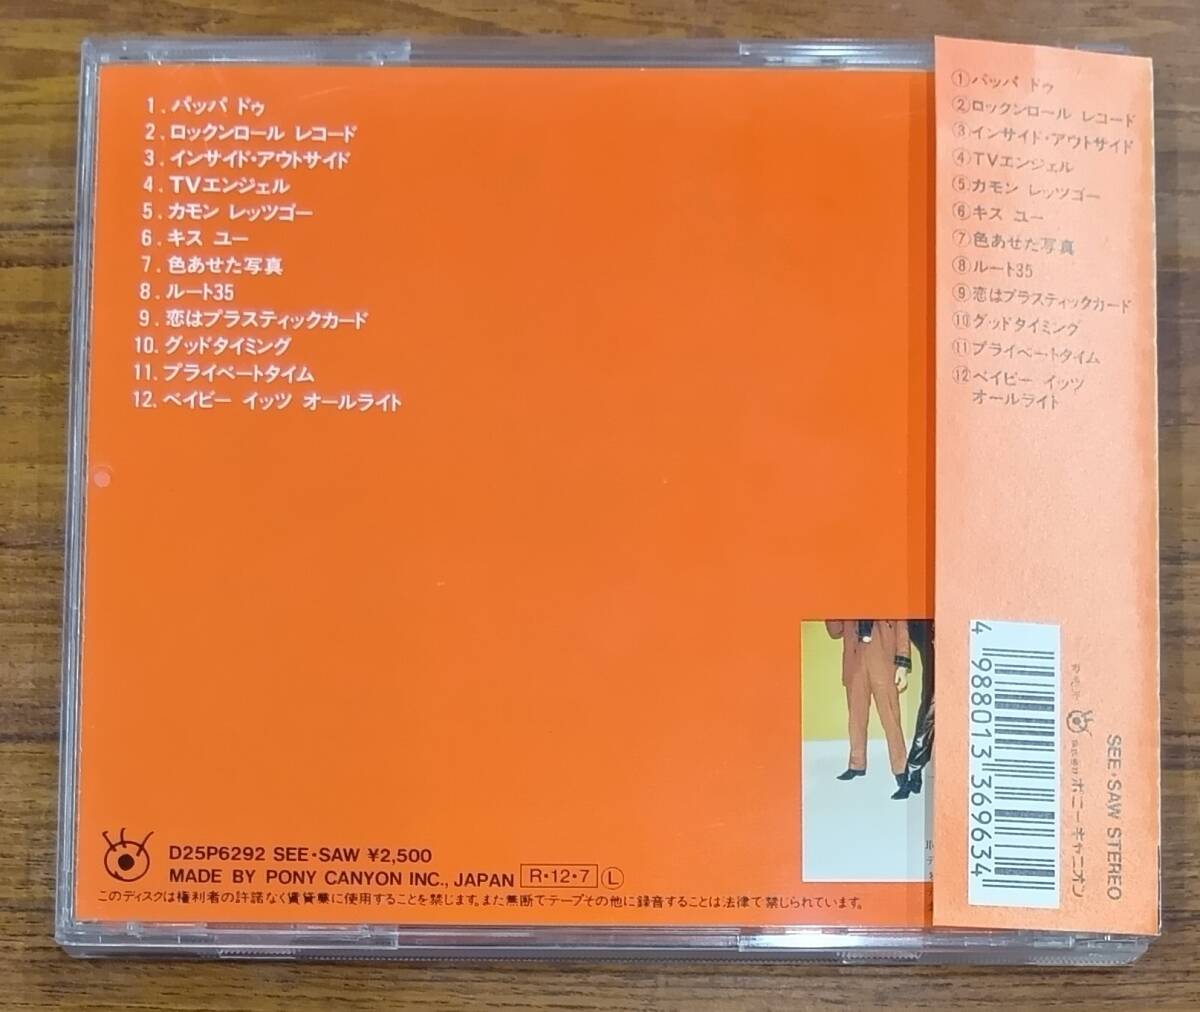 1. パッパ ドゥ
2. ロックンロール レコード
3. インサイド・アウトサイド
4. TVエンジェル
5. カモン レッツゴー
6. キス ユー
7. 色あせた写真
8. ルート35
9. 恋はプラスティックカード
10. グッドタイミング
11. プライベートタイム
12. ベイビー イッツ オールライト
D25P6292 SEE・SAW ¥2,500
MADE BY PONY CANYON INC., JAPAN R・12・7 L
このディスクは権利者の許諾なく賃貸業に使用することを禁じます。また無断でテープその他に録音することは法律で禁じられています。
①パッパ ドゥ
②ロックンロール レコード
③インサイド・アウトサイド
④TVエンジェル
⑤カモン レッツゴー
⑥キス ユー
⑦色あせた写真
⑧ルート35
⑨恋はプラスティックカード
⑩グッドタイミング
⑪プライベートタイム
⑫ベイビー イッツ
オールライト
4 988013 369634
株式会社 ポニーキャニオン
SEE・SAW STEREO